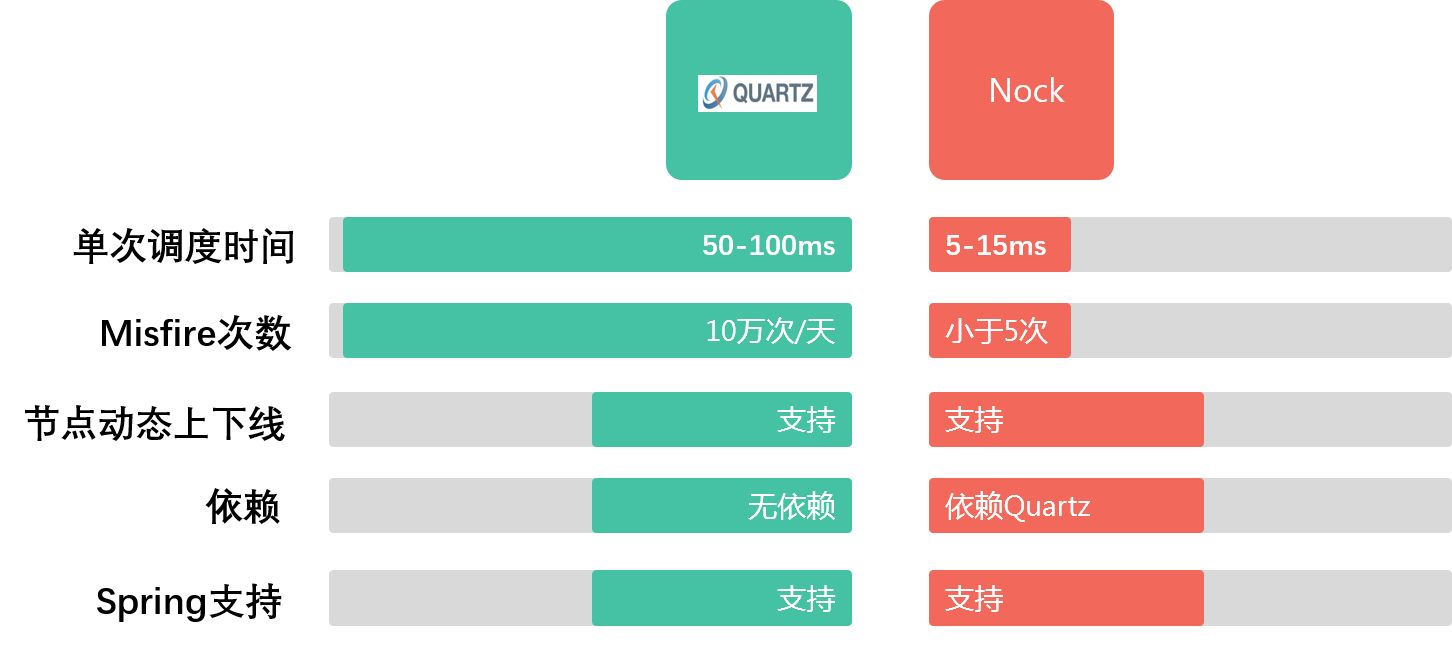 QUARTZ
Nock
单次调度时间
50-100ms
5-15ms
Misfire次数
10万次/天
小于5次
节点动态上下线
支持
支持
依赖
无依赖
依赖Quartz
Spring支持
支持
支持